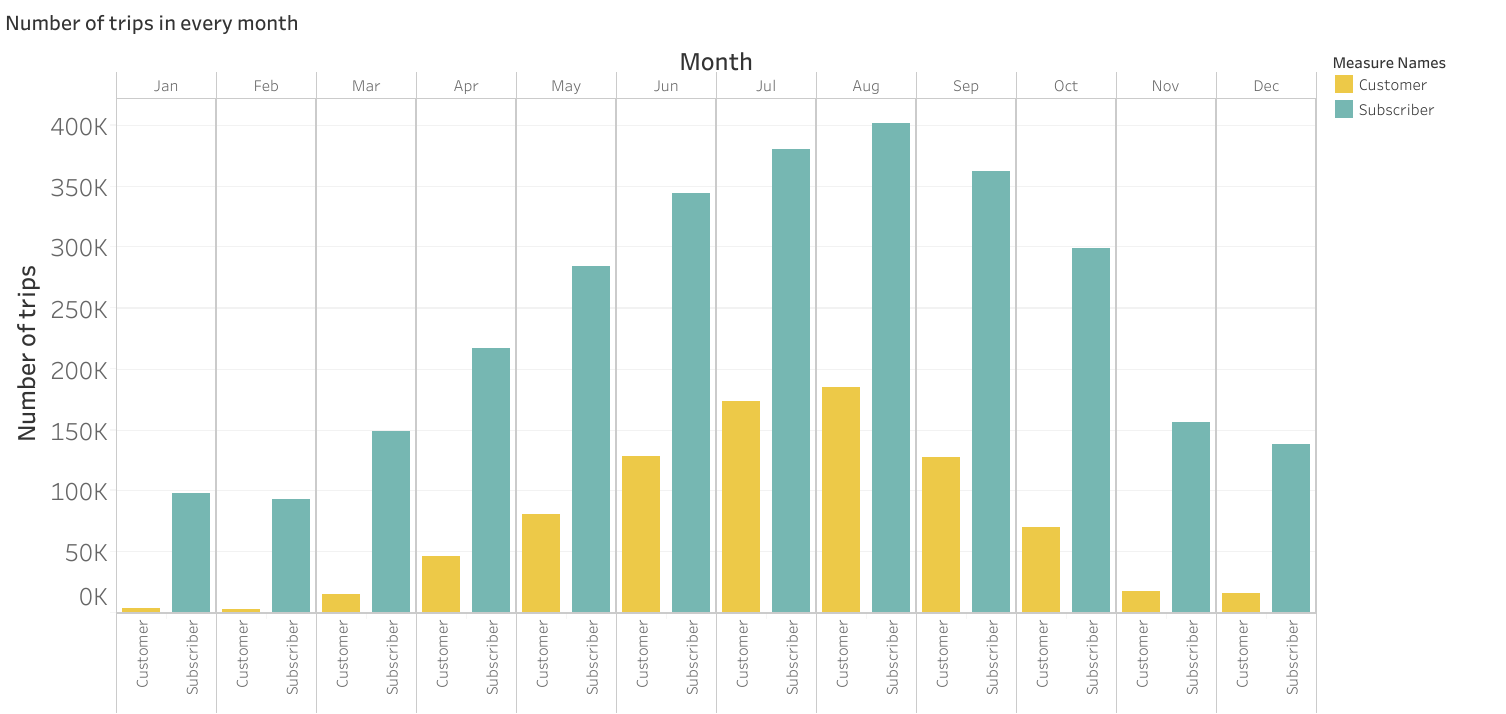 Number of trips in every month
Month
Jan Feb Mar Apr May Jun Jul Aug Sep Oct Nov Dec
Measure Names
Customer
Subscriber
Number of trips
400K
350K
300K
250K
200K
150K
100K
50K
0K
Customer Subscriber Customer Subscriber Customer Subscriber Customer Subscriber Customer Subscriber Customer Subscriber Customer Subscriber Customer Subscriber Customer Subscriber Customer Subscriber Customer Subscriber Customer Subscriber